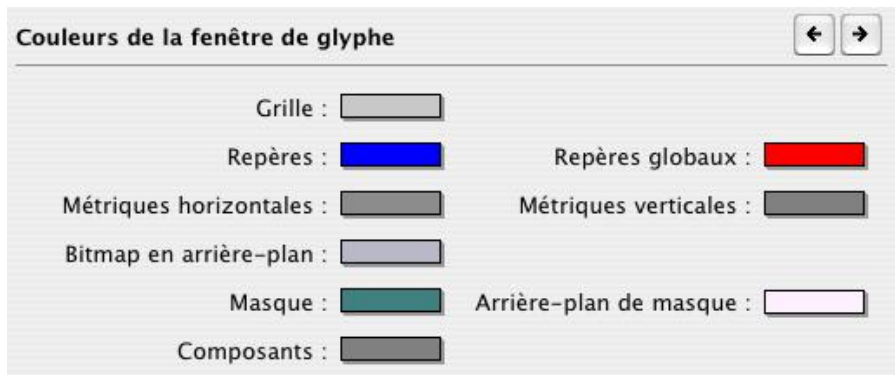 Couleurs de la fenêtre de glyphe
Grille :
Repères : Repères globaux :
Métriques horizontales : Métriques verticales :
Bitmap en arrière-plan :
Masque : Arrière-plan de masque :
Composants :